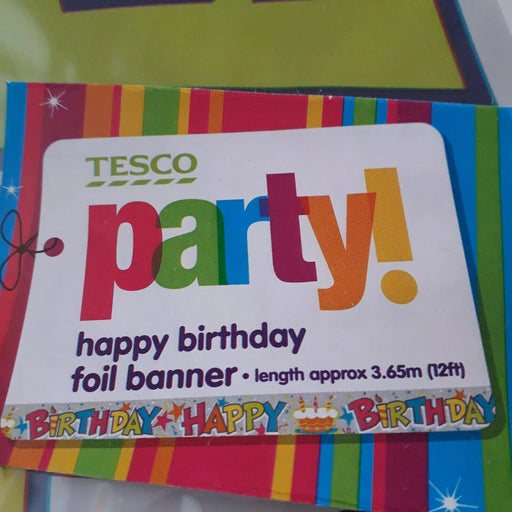 TESCO
party!
happy birthday
foil banner • length approx 3.65m (12ft)
BIRTHDAY HAPPY BIRTHDAY